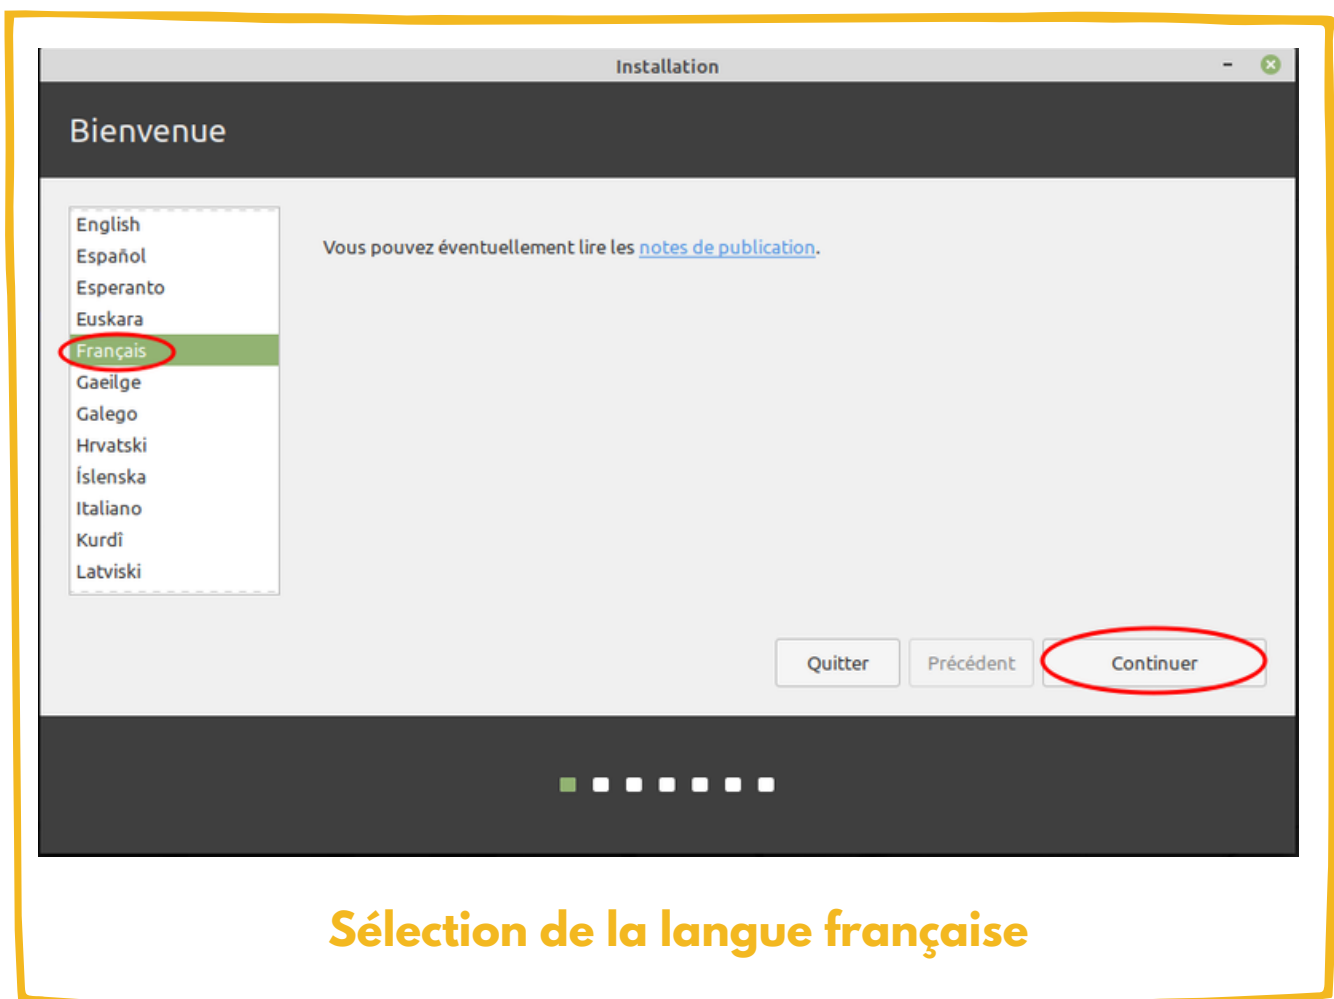 Installation
Bienvenue
English
Español
Esperanto
Euskara
Français
Gaeilge
Galego
Hrvatski
Íslenska
Italiano
Kurdî
Latviski
Vous pouvez éventuellement lire les notes de publication.
Quitter
Précédent
Continuer
Sélection de la langue française